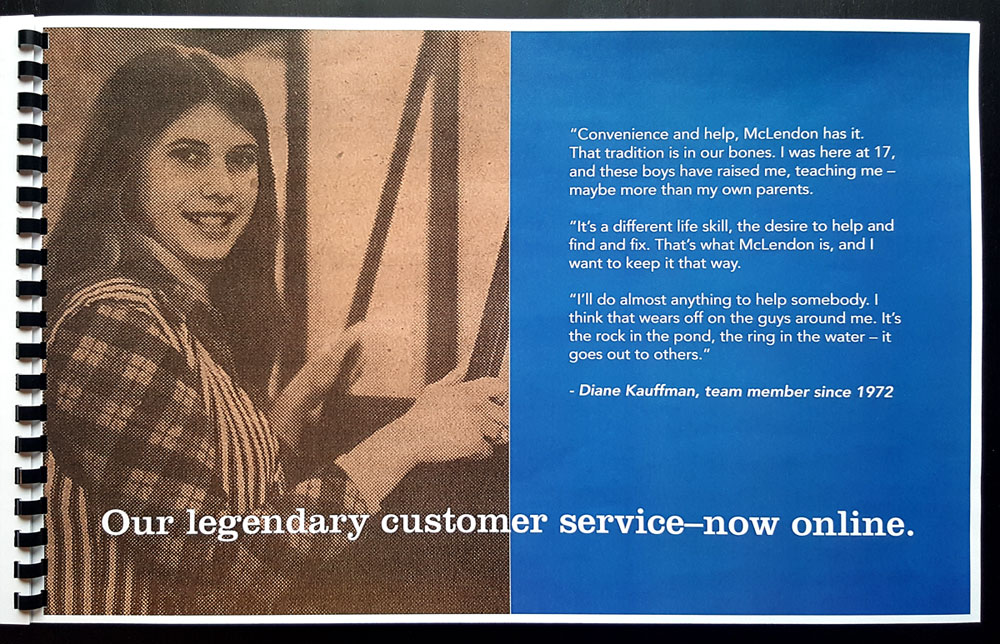 “Convenience and help, McLendon has it.
That tradition is in our bones. I was here at 17,
and these boys have raised me, teaching me –
maybe more than my own parents.
“It’s a different life skill, the desire to help and
find and fix. That’s what McLendon is, and I
want to keep it that way.
“I’ll do almost anything to help somebody. I
think that wears off on the guys around me. It’s
the rock in the pond, the ring in the water – it
goes out to others.”
- Diane Kauffman, team member since 1972
Our legendary customer service–now online.